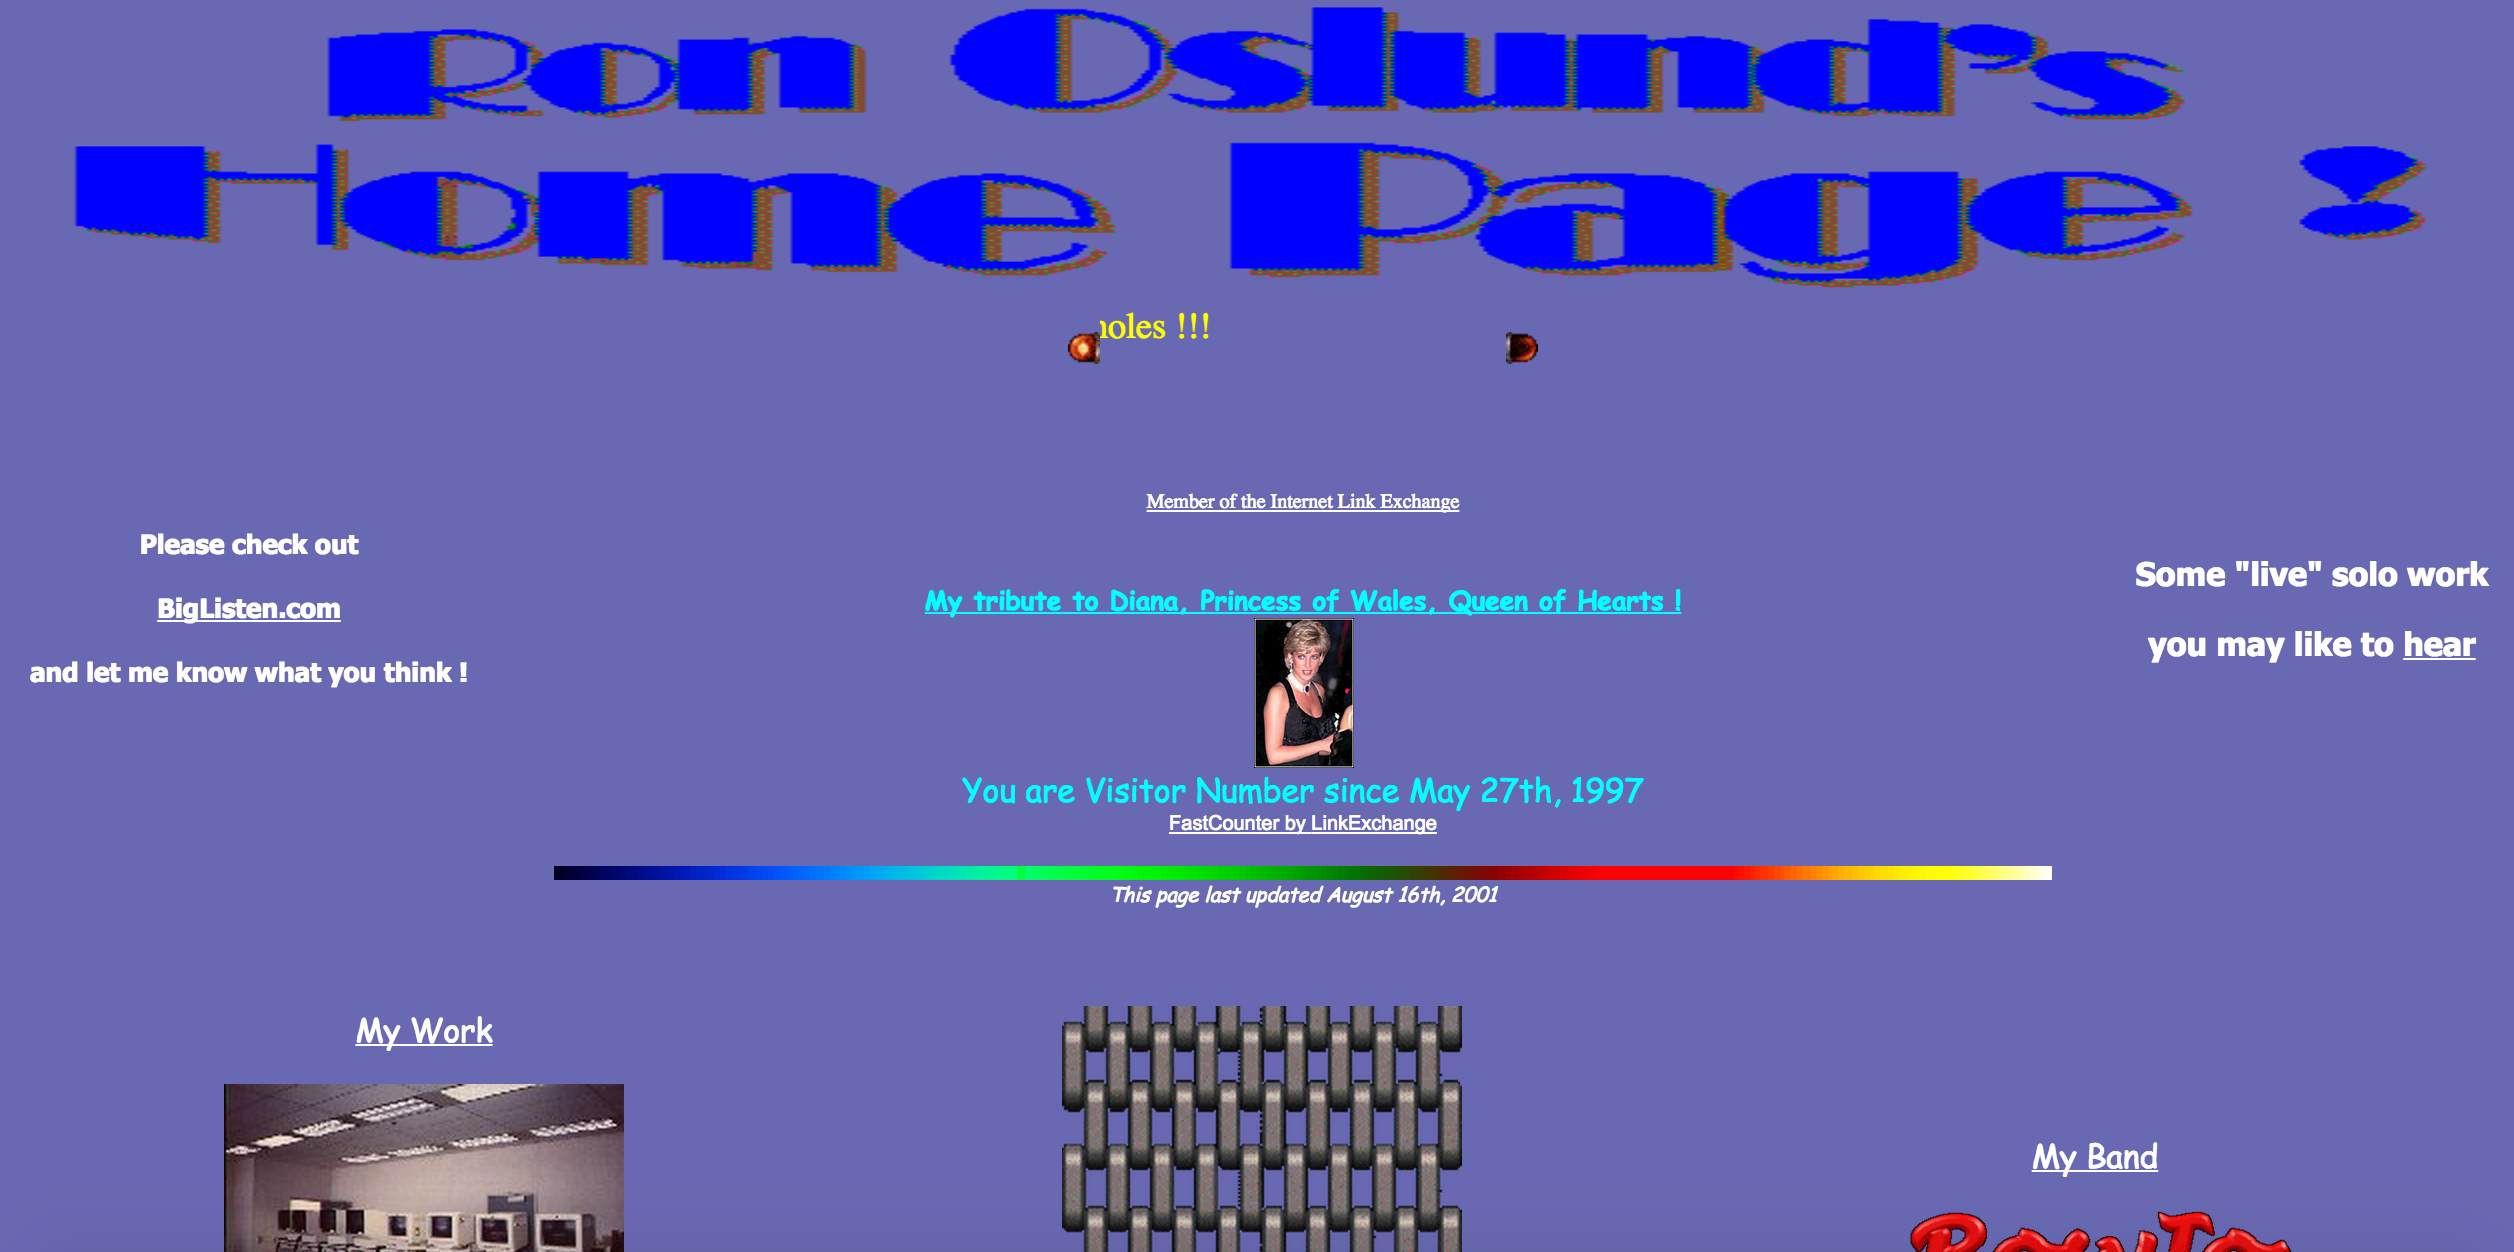 Ron Oslund's
Home Page !
!!!
Member of the Internet Link Exchange
Please check out
BigListen.com
and let me know what you think !
My tribute to Diana, Princess of Wales, Queen of Hearts !
Some "live" solo work
you may like to hear
You are Visitor Number since May 27th, 1997
FastCounter by LinkExchange
This page last updated August 16th, 2001
My Work
My Band